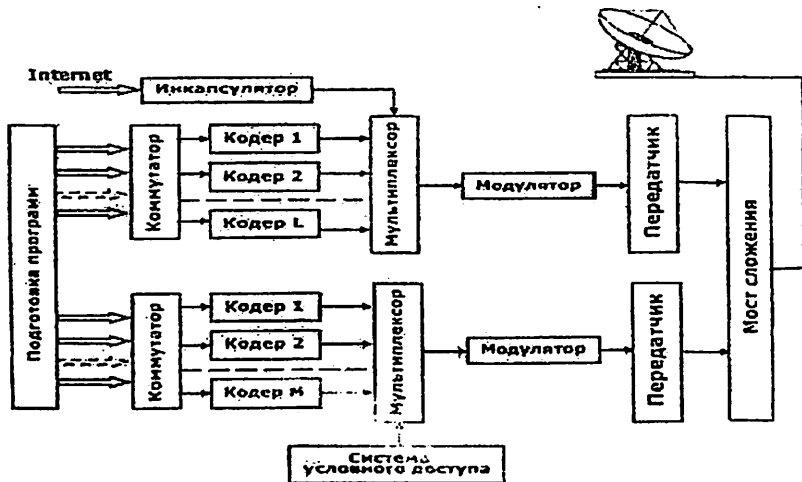 Internet
Инкапсулятор
Подготовка программ
Коммутатор
Кодер 1
Кодер 2
Кодер L
Мультиплексор
Модулятор
Передатчик
Мост сложения
Коммутатор
Кодер 1
Кодер 2
Кодер M
Мультиплексор
Модулятор
Передатчик
Система
условного доступа